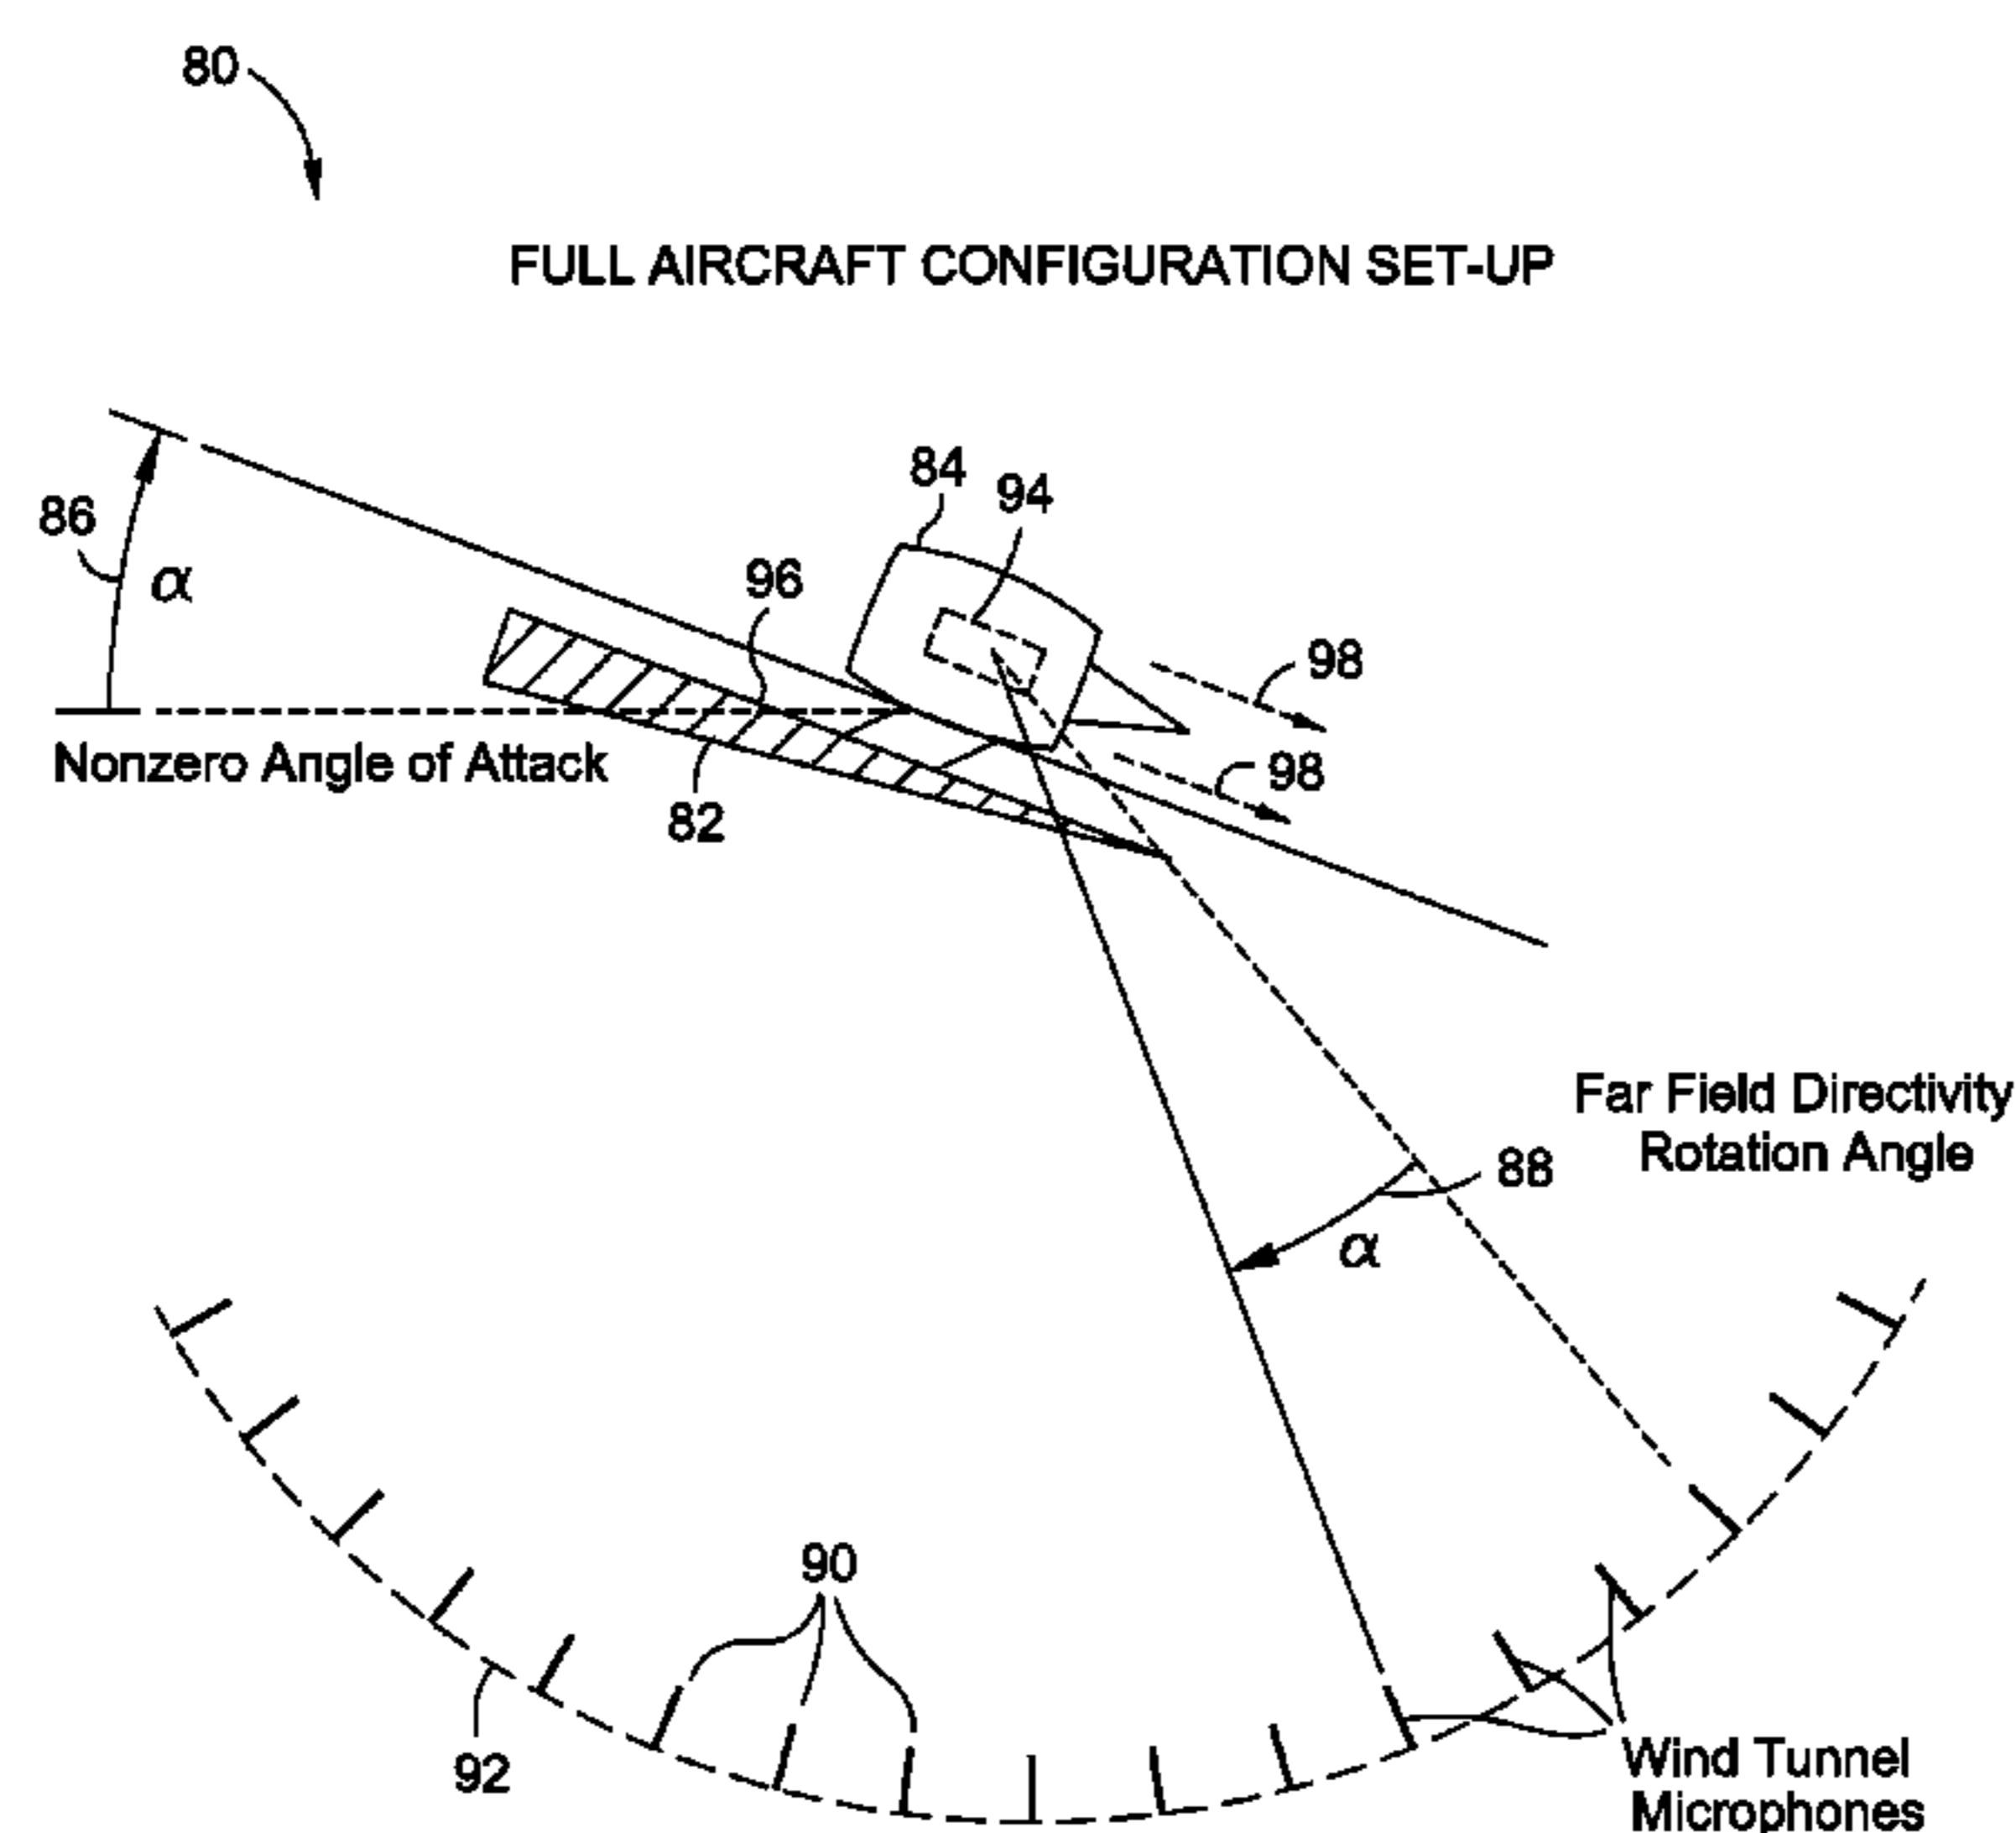 80
FULL AIRCRAFT CONFIGURATION SET-UP
84
94
86
α
96
98
Nonzero Angle of Attack
98
82
Far Field Directivity
Rotation Angle
88
α
90
92
Wind Tunnel
Microphones